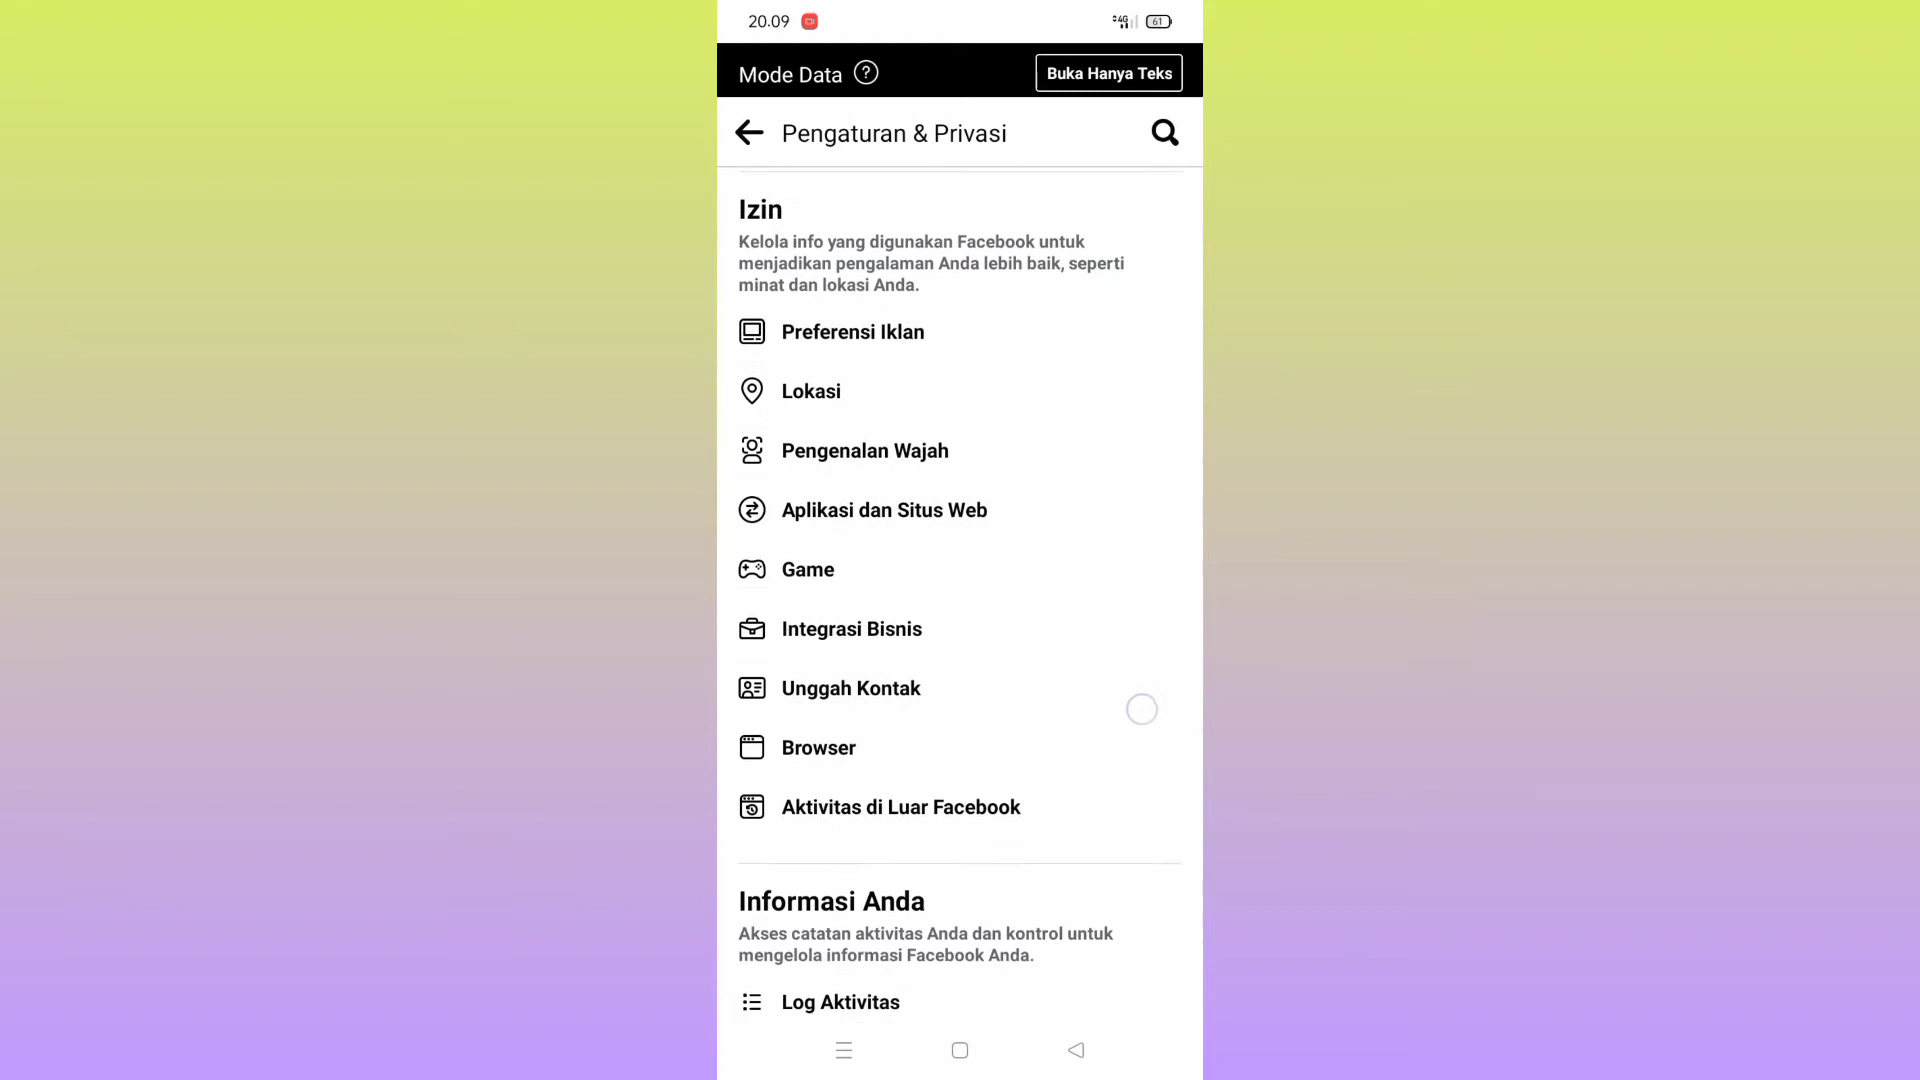 20.09
4G
61
Mode Data ?
Buka Hanya Teks
Pengaturan & Privasi
Izin
Kelola info yang digunakan Facebook untuk
menjadikan pengalaman Anda lebih baik, seperti
minat dan lokasi Anda.
Preferensi Iklan
Lokasi
Pengenalan Wajah
Aplikasi dan Situs Web
Game
Integrasi Bisnis
Unggah Kontak
Browser
Aktivitas di Luar Facebook
Informasi Anda
Akses catatan aktivitas Anda dan kontrol untuk
mengelola informasi Facebook Anda.
Log Aktivitas